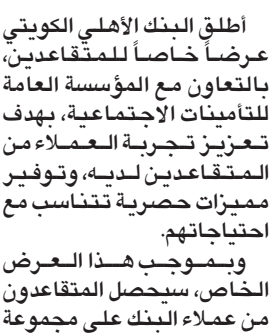 أطلق البنك الأهلي الكويتي
عرضاً خاصاً للمتقاعدين،
بالتعاون مع المؤسسة العامة
للتأمينات الاجتماعية، بهدف
تعزيز تجربة العملاء من
المتقاعدين لديه، وتوفير
مميزات حصرية تتناسب مع
احتياجاتهم.
وبموجب هذا العرض
الخاص، سيحصل المتقاعدون
من عملاء البنك على مجموعة